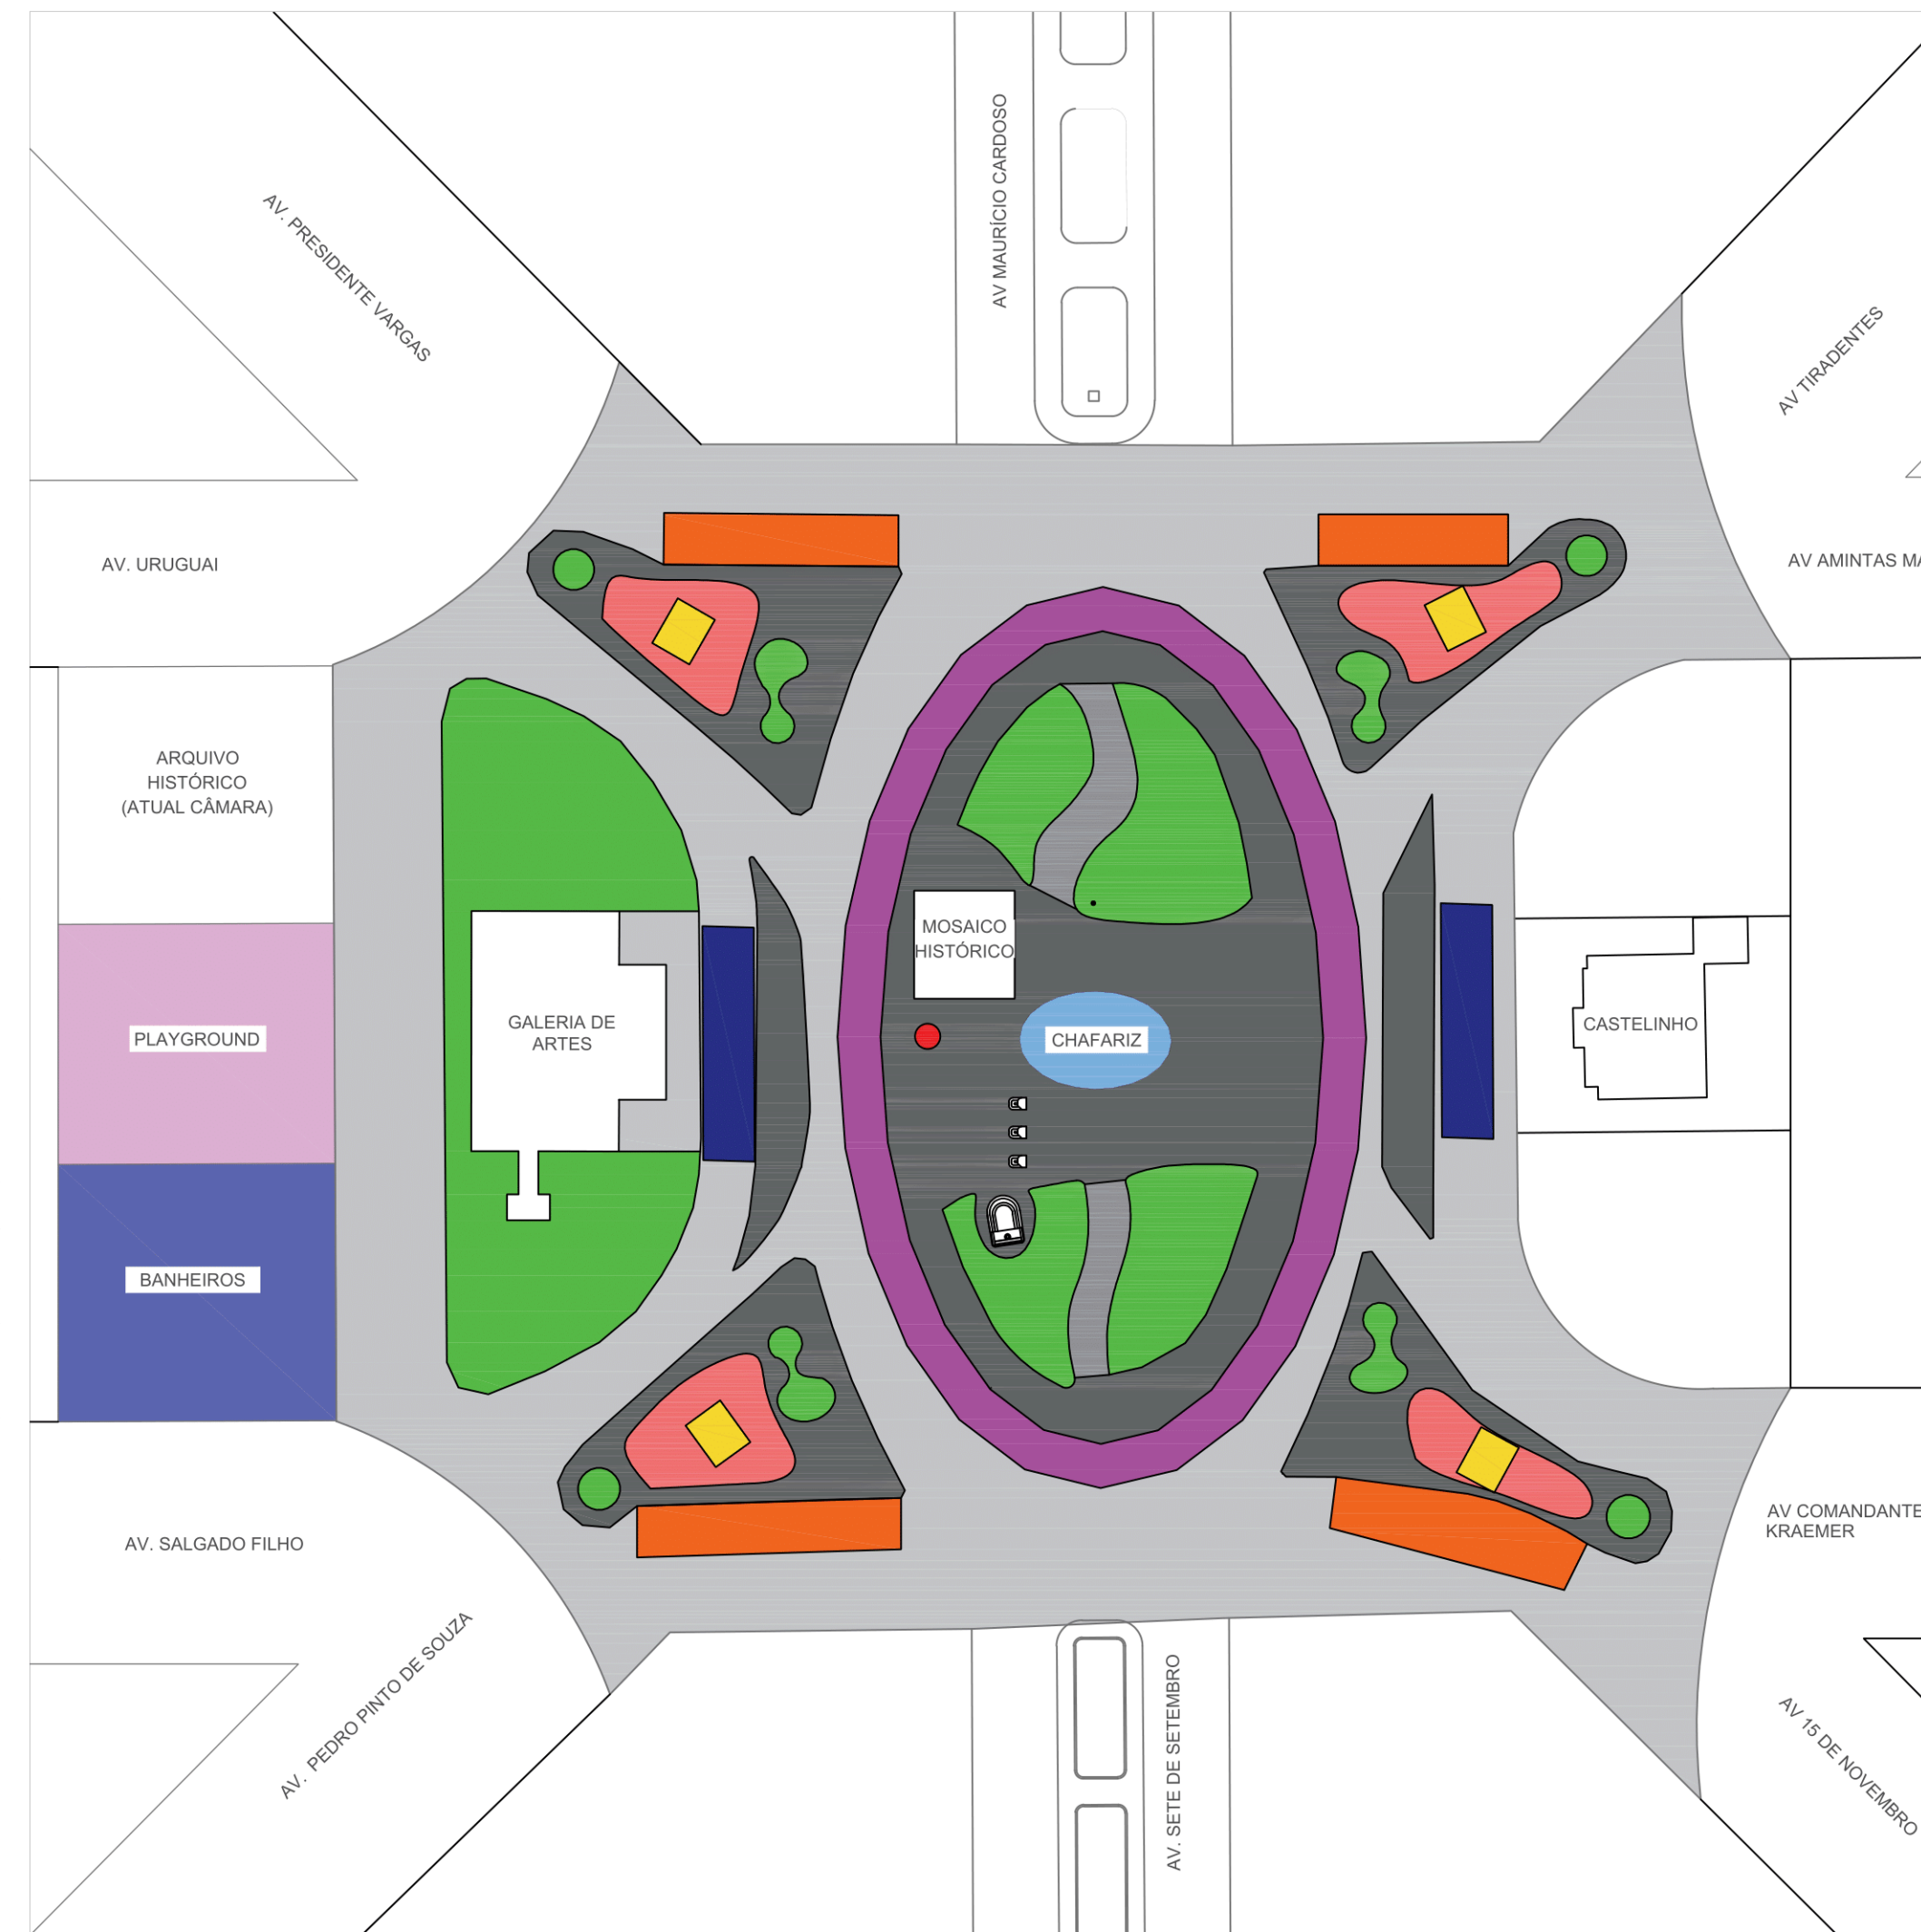 AV MAURÍCIO CARDOSO
AV. PRESIDENTE VARGAS
AV TIRADENTES
AV. URUGUAI
AV AMINTAS
ARQUIVO
HISTÓRICO
(ATUAL CÂMARA)
MOSAICO
HISTÓRICO
PLAYGROUND
GALERIA DE
ARTES
CHAFARIZ
CASTELINHO
BANHEIROS
AV. SALGADO FILHO
AV COMANDANTE
KRAEMER
AV. PEDRO PINTO DE SOUZA
AV. SETE DE SETEMBRO
AV 15 DE NOVEMBRO